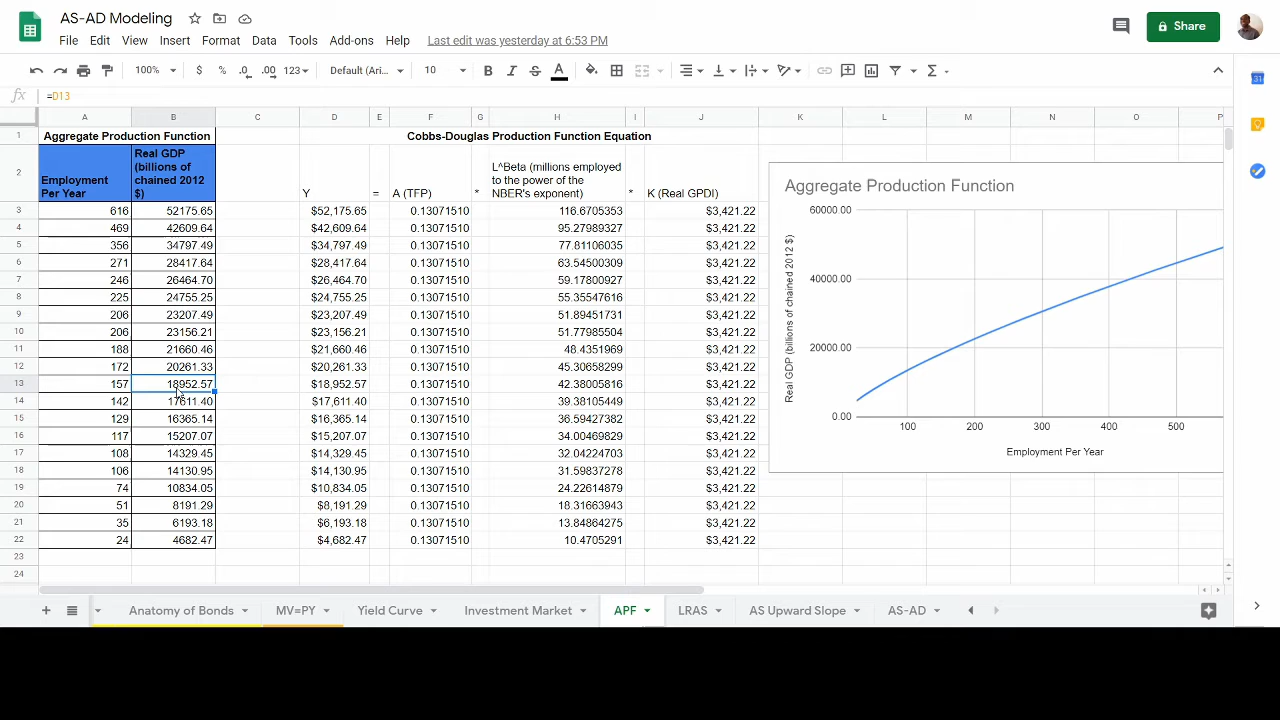 AS-AD Modeling
File Edit View Insert Format Data Tools Add-ons Help Last edit was yesterday at 6:53 PM
Share
100% $ % .0 .00 123 Default (Ari... 10 B I S A
fx =D13
A B C D E F G H I J K L M N O P
1 Aggregate Production Function Cobbs-Douglas Production Function Equation
2 Employment Per Year Real GDP (billions of chained 2012 $) Y = A (TFP) * L^Beta (millions employed to the power of the NBER's exponent) * K (Real GPDI)
3 616 52175.65 $52,175.65 0.13071510 116.6705353 $3,421.22
4 469 42609.64 $42,609.64 0.13071510 95.27989327 $3,421.22
5 356 34797.49 $34,797.49 0.13071510 77.81106035 $3,421.22
6 271 28417.64 $28,417.64 0.13071510 63.54500309 $3,421.22
7 246 26464.70 $26,464.70 0.13071510 59.17800927 $3,421.22
8 225 24755.25 $24,755.25 0.13071510 55.35547616 $3,421.22
9 206 23207.49 $23,207.49 0.13071510 51.89451731 $3,421.22
10 206 23156.21 $23,156.21 0.13071510 51.77985504 $3,421.22
11 188 21660.46 $21,660.46 0.13071510 48.4351969 $3,421.22
12 172 20261.33 $20,261.33 0.13071510 45.30658299 $3,421.22
13 157 18952.57 $18,952.57 0.13071510 42.38005816 $3,421.22
14 142 17611.40 $17,611.40 0.13071510 39.38105449 $3,421.22
15 129 16365.14 $16,365.14 0.13071510 36.59427382 $3,421.22
16 117 15207.07 $15,207.07 0.13071510 34.00469829 $3,421.22
17 108 14329.45 $14,329.45 0.13071510 32.04224703 $3,421.22
18 106 14130.95 $14,130.95 0.13071510 31.59837278 $3,421.22
19 74 10834.05 $10,834.05 0.13071510 24.22614879 $3,421.22
20 51 8191.29 $8,191.29 0.13071510 18.31663943 $3,421.22
21 35 6193.18 $6,193.18 0.13071510 13.84864275 $3,421.22
22 24 4682.47 $4,682.47 0.13071510 10.4705291 $3,421.22
23
24
Aggregate Production Function
Real GDP (billions of chained 2012 $)
60000.00
40000.00
20000.00
0.00
100 200 300 400 500
Employment Per Year
31
Anatomy of Bonds MV=PY Yield Curve Investment Market APF LRAS AS Upward Slope AS-AD